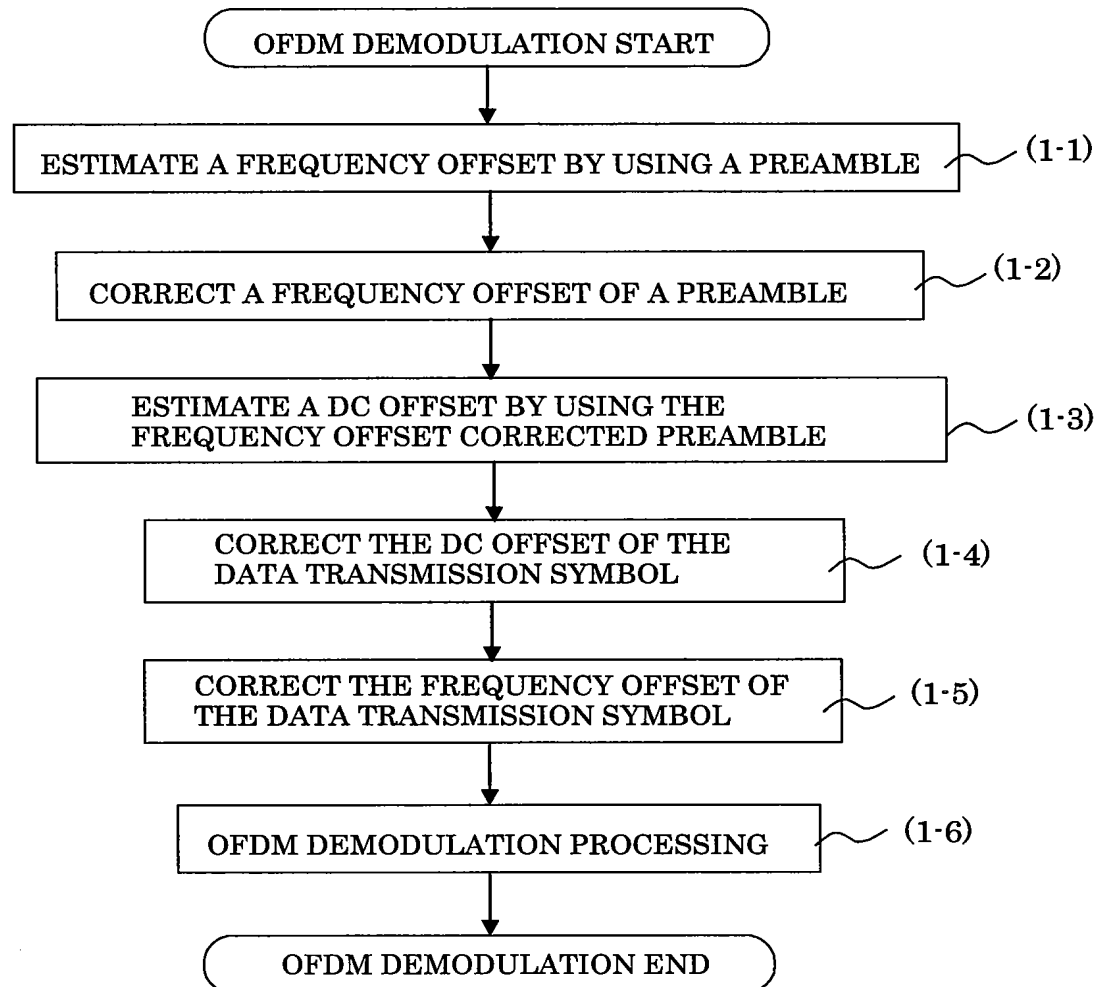 OFDM DEMODULATION START
ESTIMATE A FREQUENCY OFFSET BY USING A PREAMBLE
(1-1)
CORRECT A FREQUENCY OFFSET OF A PREAMBLE
(1-2)
ESTIMATE A DC OFFSET BY USING THE
FREQUENCY OFFSET CORRECTED PREAMBLE
(1-3)
CORRECT THE DC OFFSET OF THE
DATA TRANSMISSION SYMBOL
(1-4)
CORRECT THE FREQUENCY OFFSET OF
THE DATA TRANSMISSION SYMBOL
(1-5)
OFDM DEMODULATION PROCESSING
(1-6)
OFDM DEMODULATION END